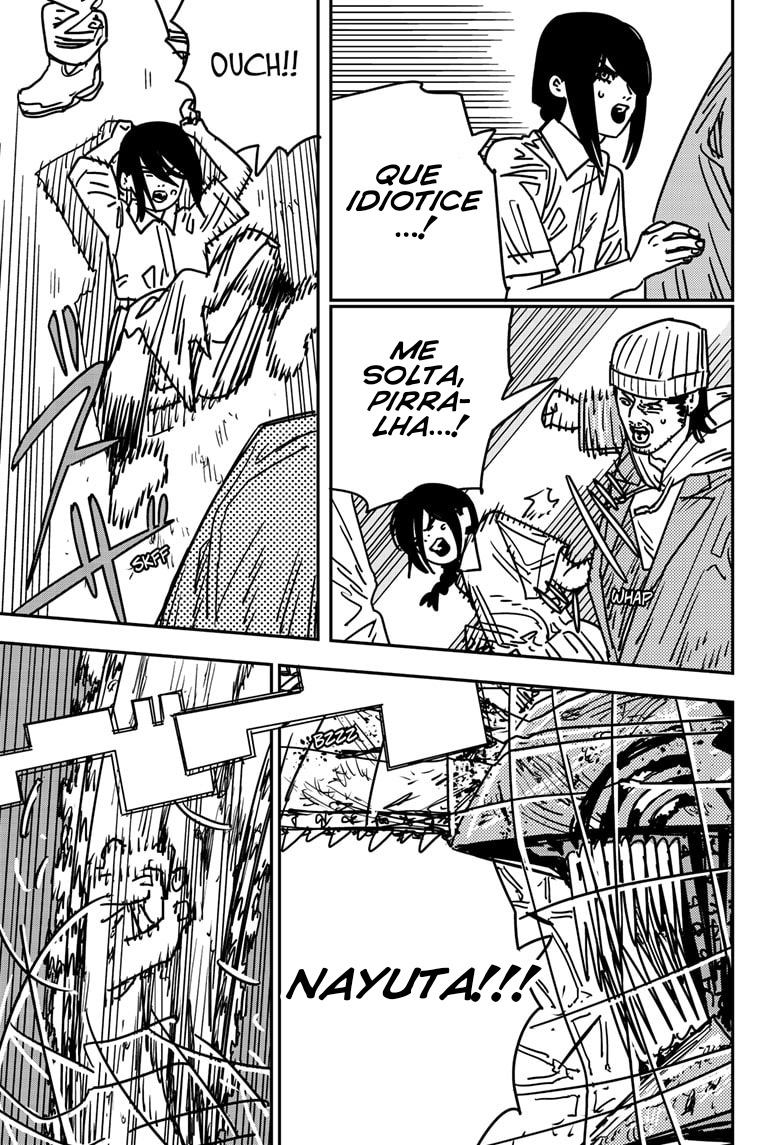 QUE
IDIOTICE
...!
ME
SOLTA,
PIRRA-
LHA...!
WHAP
OUCH!!
SKFF
BZZZ
NAYUTA!!!